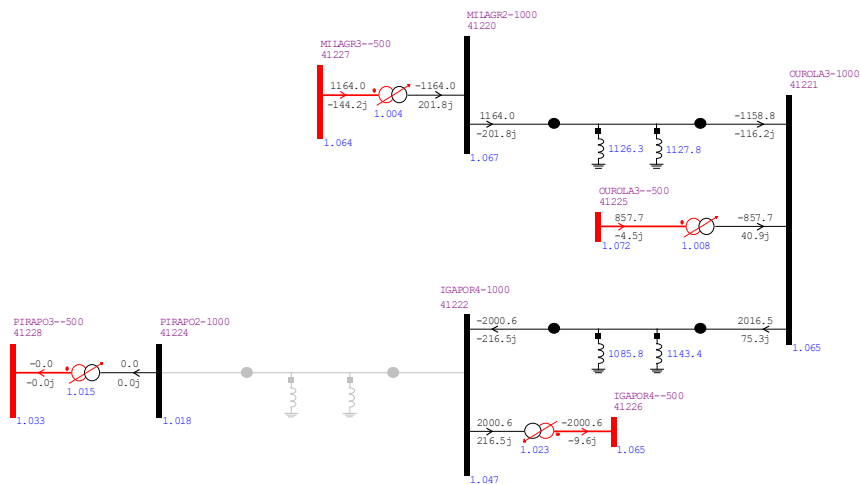 MILAGR2-1000
41220
MILAGR3--500
41227
1164.0
-144.2j
1.004
-1164.0
201.8j
1.064
1.067
1164.0
-201.8j
1126.3
1127.8
-1158.8
-116.2j
OUROLA3-1000
41221
OUROLA3--500
41225
857.7
-4.5j
1.072
1.008
-857.7
40.9j
IGAPOR4-1000
41222
-2000.6
-216.5j
1085.8
1143.4
2016.5
75.3j
1.065
PIRAPO3--500
41228
PIRAPO2-1000
41224
-0.0
-0.0j
1.015
0.0
0.0j
1.033
1.018
IGAPOR4--500
41226
2000.6
216.5j
1.023
-2000.6
-9.6j
1.065
1.047